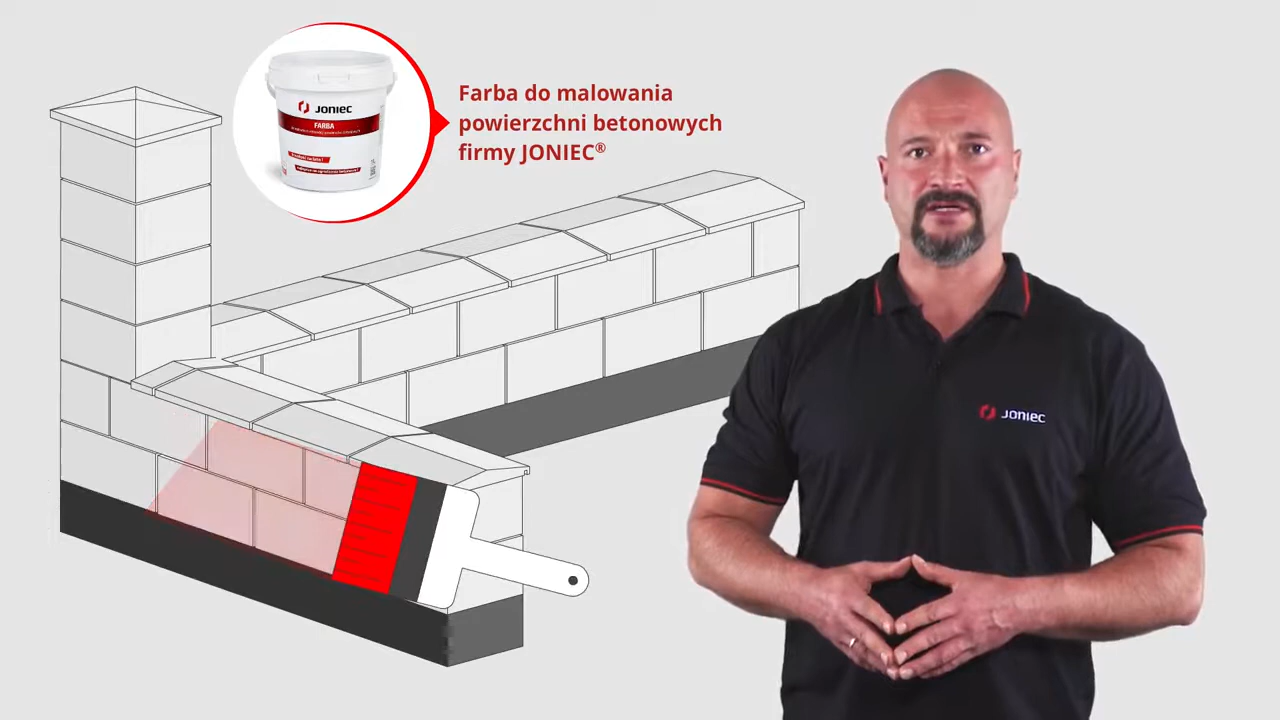 Farba do malowania
powierzchni betonowych
firmy JONIEC®
JONIEC
FARBA
JONIEC